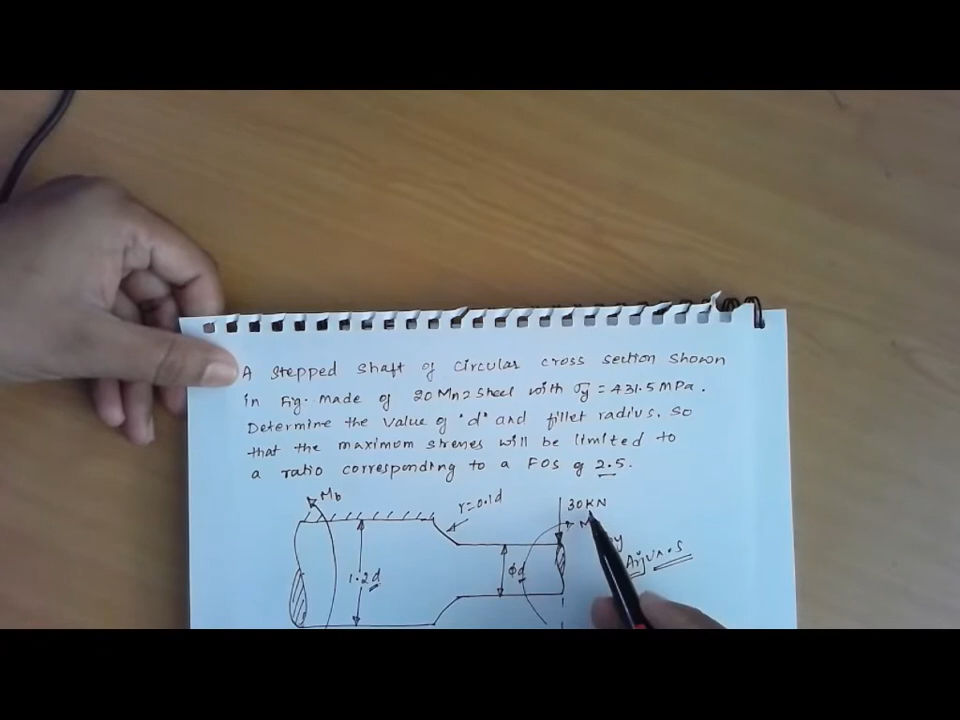 A stepped shaft of circular cross section shown
in Fig. Made of 20 Mn2 Steel with σy = 431.5 MPa.
Determine the value of 'd' and fillet radius. so
that the maximum stresses will be limited to
a ratio corresponding to a FOS of 2.5.
Mb
r=0.1d
30KN
1.2d
ϕd
Arjun.S